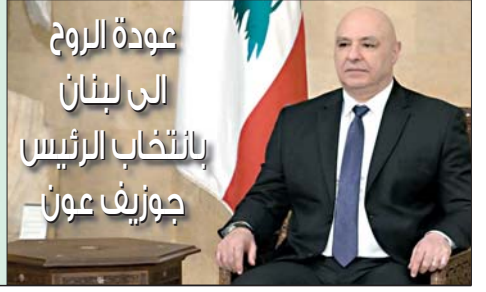 عودة الروح
الى لبنان
بانتخاب الرئيس
جوزيف عون